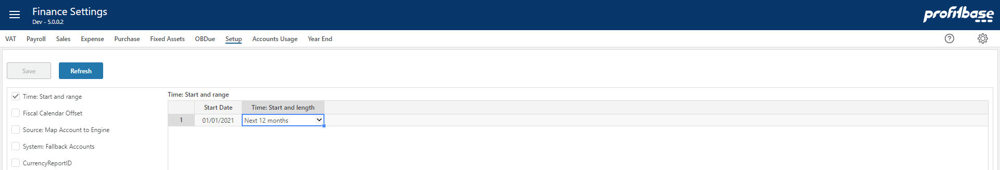 Finance Settings
Dev - 5.0.0.2
profitbase
VAT Payroll Sales Expense Purchase Fixed Assets OBDue Setup Accounts Usage Year End
Save Refresh
Time: Start and range
Fiscal Calendar Offset
Source: Map Account to Engine
System: Fallback Accounts
CurrencyReportID
Time: Start and range
Start Date Time: Start and length
1 01/01/2021 Next 12 months